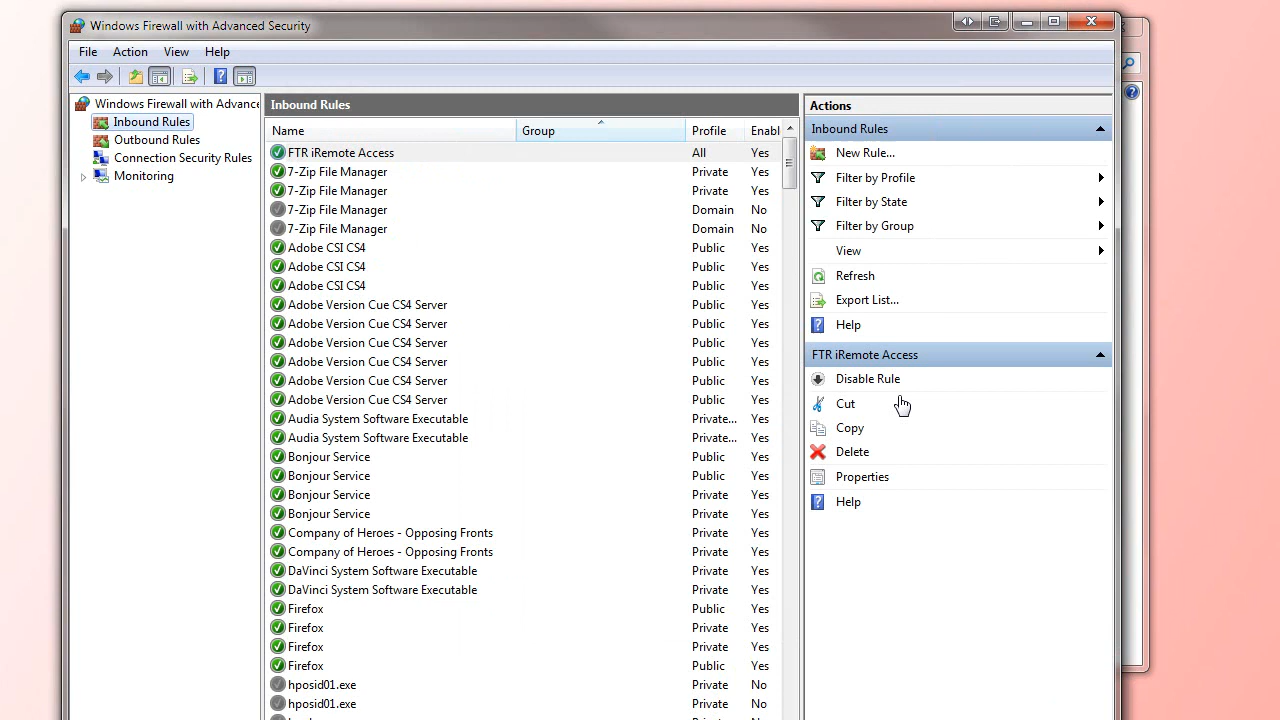 Windows Firewall with Advanced Security
File Action View Help
Windows Firewall with Advance
Inbound Rules
Outbound Rules
Connection Security Rules
Monitoring
Inbound Rules
Name Group Profile Enabl
FTR iRemote Access All Yes
7-Zip File Manager Private Yes
7-Zip File Manager Private Yes
7-Zip File Manager Domain No
7-Zip File Manager Domain No
Adobe CSI CS4 Public Yes
Adobe CSI CS4 Public Yes
Adobe CSI CS4 Public Yes
Adobe Version Cue CS4 Server Public Yes
Adobe Version Cue CS4 Server Public Yes
Adobe Version Cue CS4 Server Public Yes
Adobe Version Cue CS4 Server Public Yes
Adobe Version Cue CS4 Server Public Yes
Adobe Version Cue CS4 Server Public Yes
Audia System Software Executable Private... Yes
Audia System Software Executable Private... Yes
Bonjour Service Public Yes
Bonjour Service Public Yes
Bonjour Service Private Yes
Bonjour Service Private Yes
Company of Heroes - Opposing Fronts Private Yes
Company of Heroes - Opposing Fronts Private Yes
DaVinci System Software Executable Private Yes
DaVinci System Software Executable Private Yes
Firefox Public Yes
Firefox Private Yes
Firefox Private Yes
Firefox Public Yes
hposid01.exe Private No
hposid01.exe Private No
Actions
Inbound Rules
New Rule...
Filter by Profile
Filter by State
Filter by Group
View
Refresh
Export List...
Help
FTR iRemote Access
Disable Rule
Cut
Copy
Delete
Properties
Help